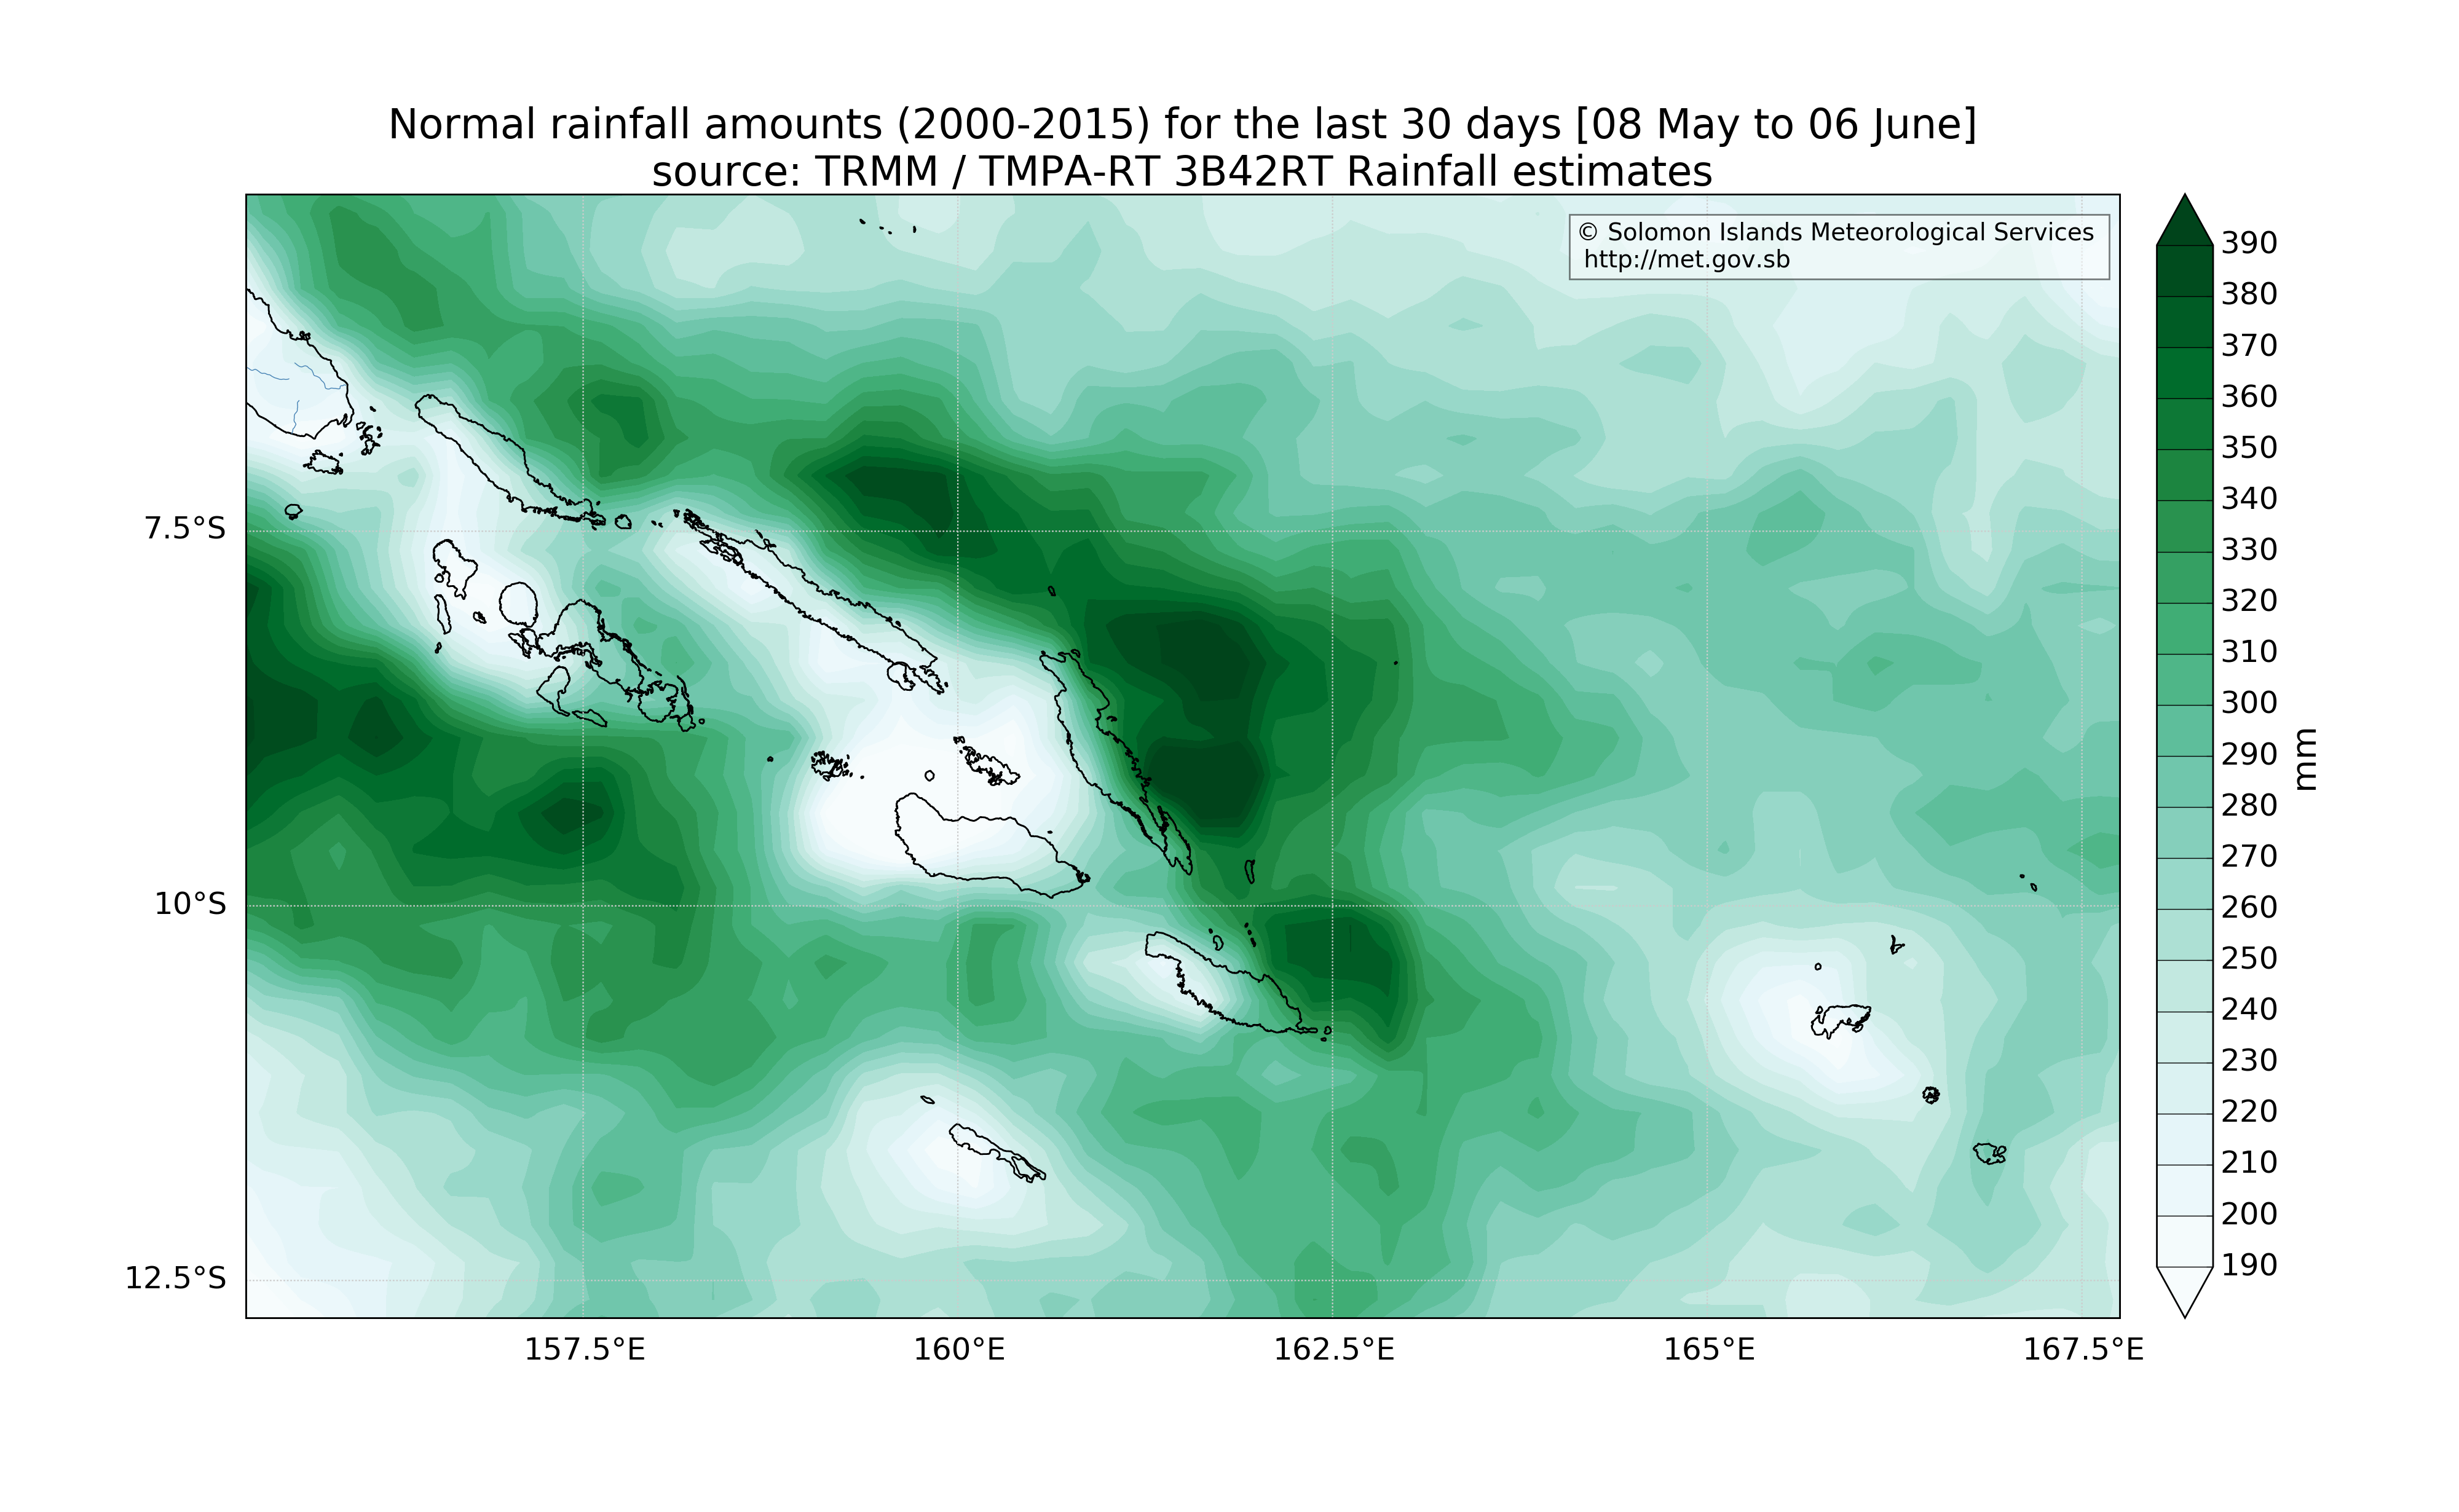 Normal rainfall amounts (2000-2015) for the last 30 days [08 May to 06 June]
source: TRMM / TMPA-RT 3B42RT Rainfall estimates
© Solomon Islands Meteorological Services
http://met.gov.sb
7.5°S
10°S
12.5°S
157.5°E
160°E
162.5°E
165°E
167.5°E
390
380
370
360
350
340
330
320
310
300
290
280
270
260
250
240
230
220
210
200
190
mm